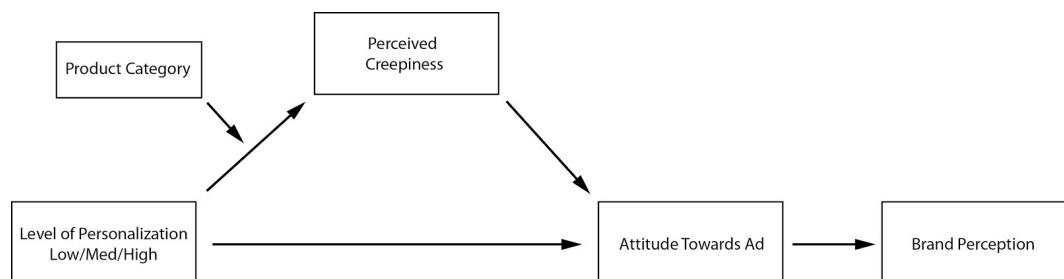 Perceived
Creepiness
Product Category
Level of Personalization
Low/Med/High
Attitude Towards Ad
Brand Perception